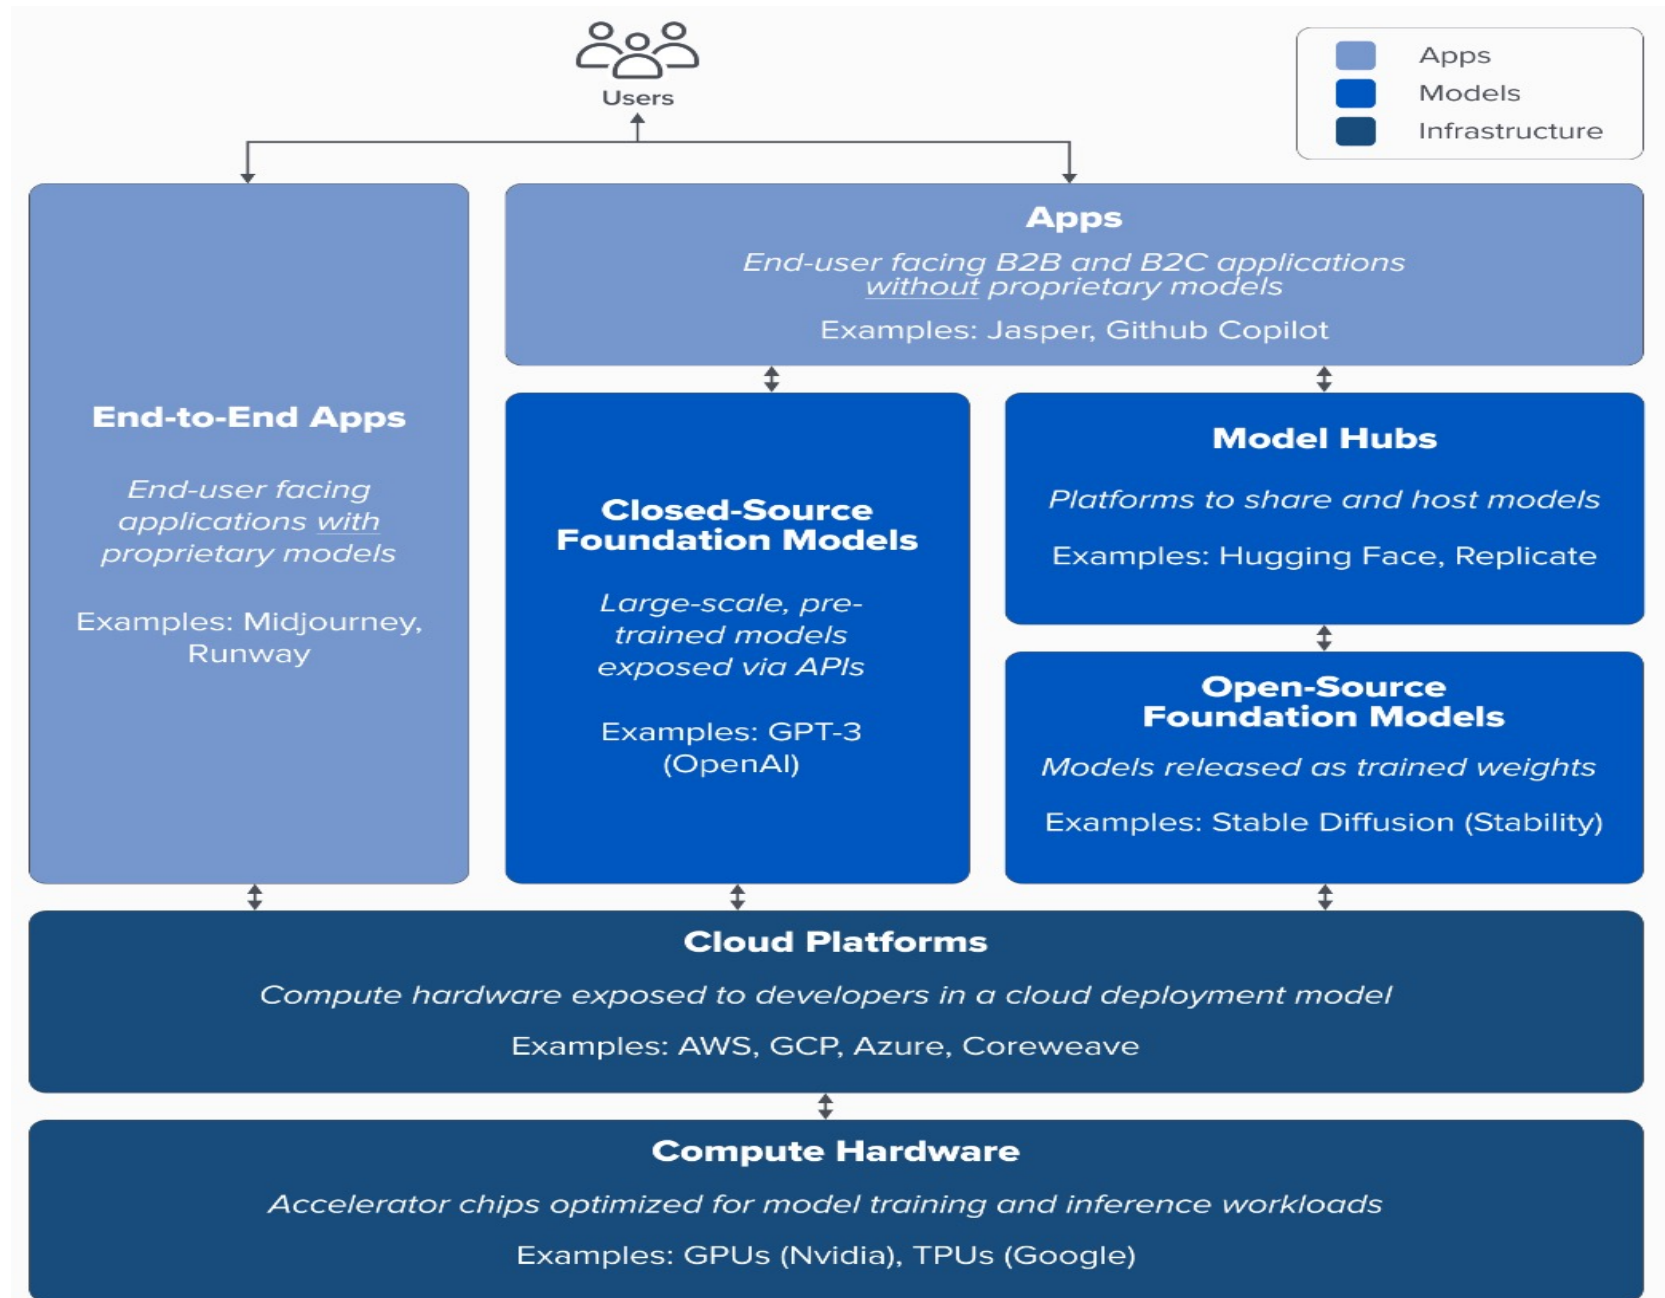 Users
Apps
Models
Infrastructure
Apps
End-user facing B2B and B2C applications
without proprietary models
Examples: Jasper, Github Copilot
End-to-End Apps
End-user facing
applications with
proprietary models
Examples: Midjourney,
Runway
Closed-Source
Foundation Models
Large-scale, pre-
trained models
exposed via APIs
Examples: GPT-3
(OpenAI)
Model Hubs
Platforms to share and host models
Examples: Hugging Face, Replicate
Open-Source
Foundation Models
Models released as trained weights
Examples: Stable Diffusion (Stability)
Cloud Platforms
Compute hardware exposed to developers in a cloud deployment model
Examples: AWS, GCP, Azure, Coreweave
Compute Hardware
Accelerator chips optimized for model training and inference workloads
Examples: GPUs (Nvidia), TPUs (Google)